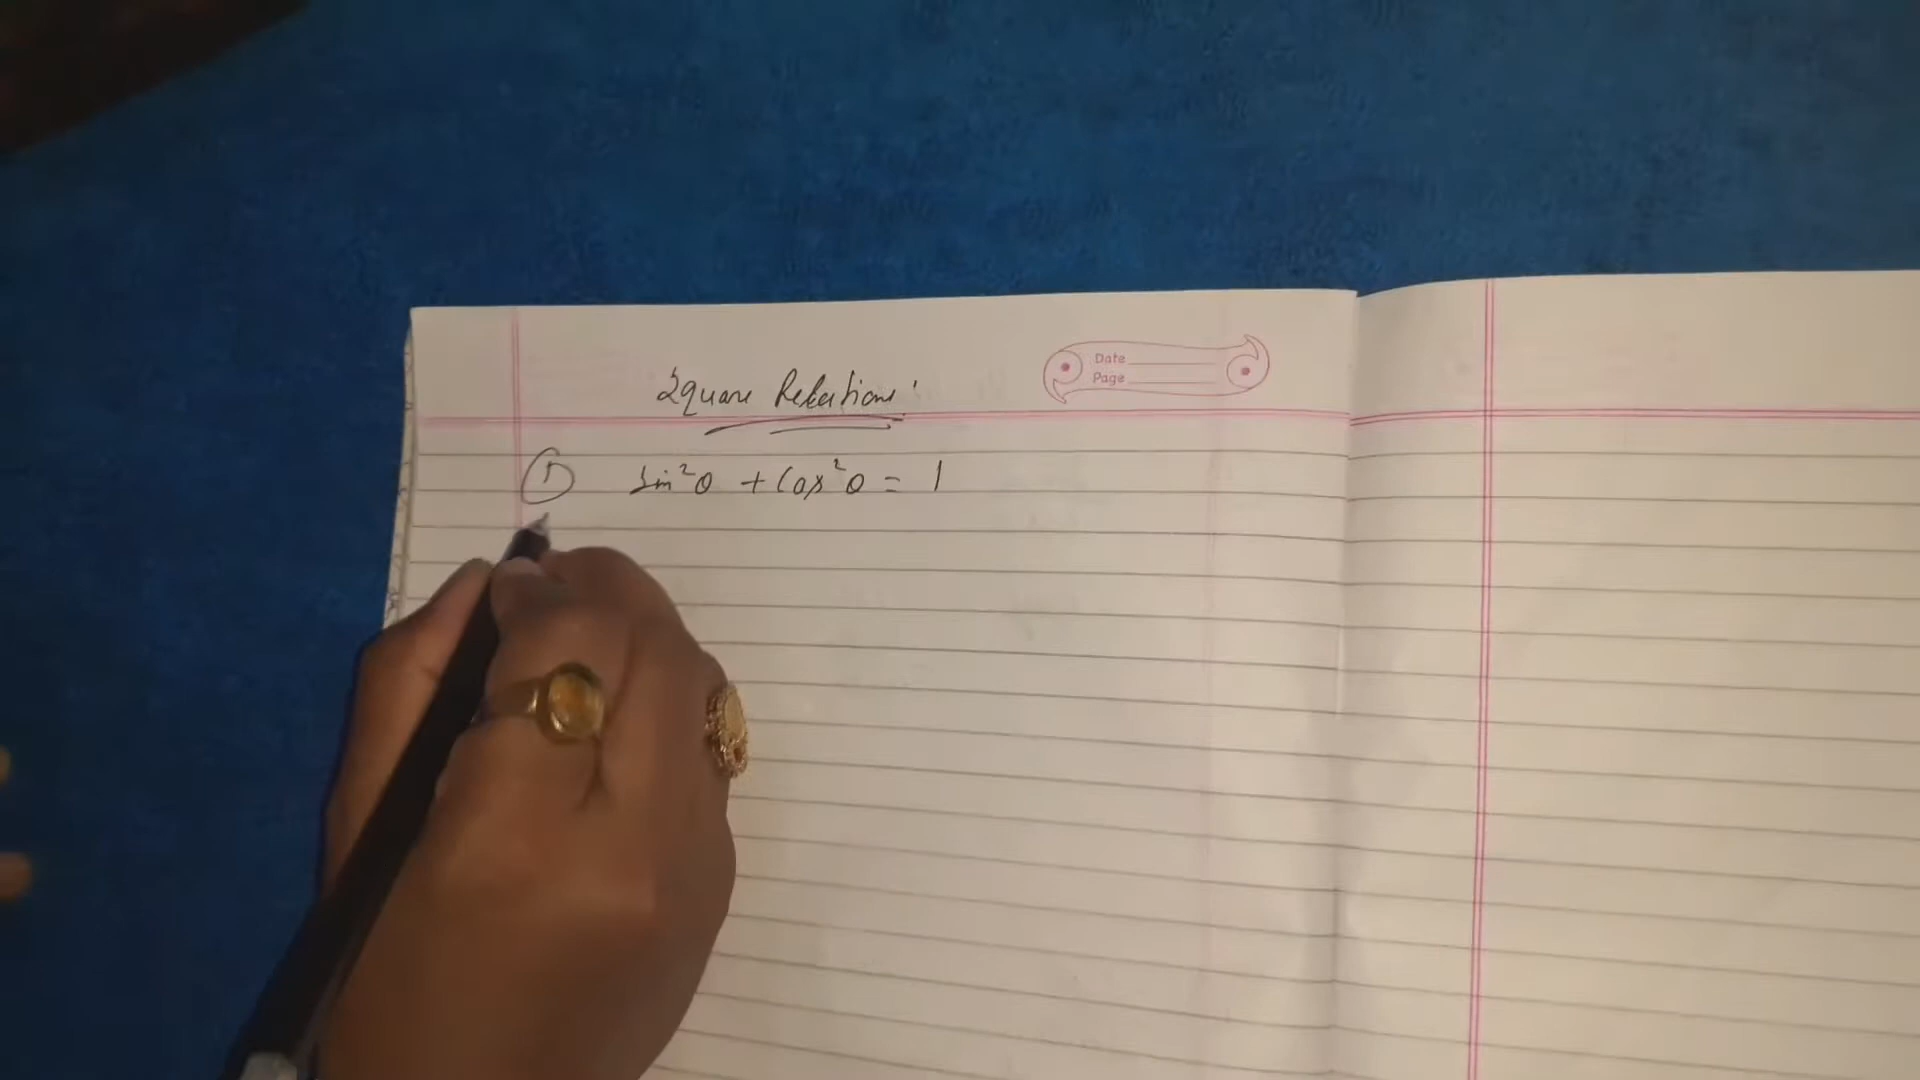 Square Relations:
Date
Page
① Sin²θ + Cos²θ = 1